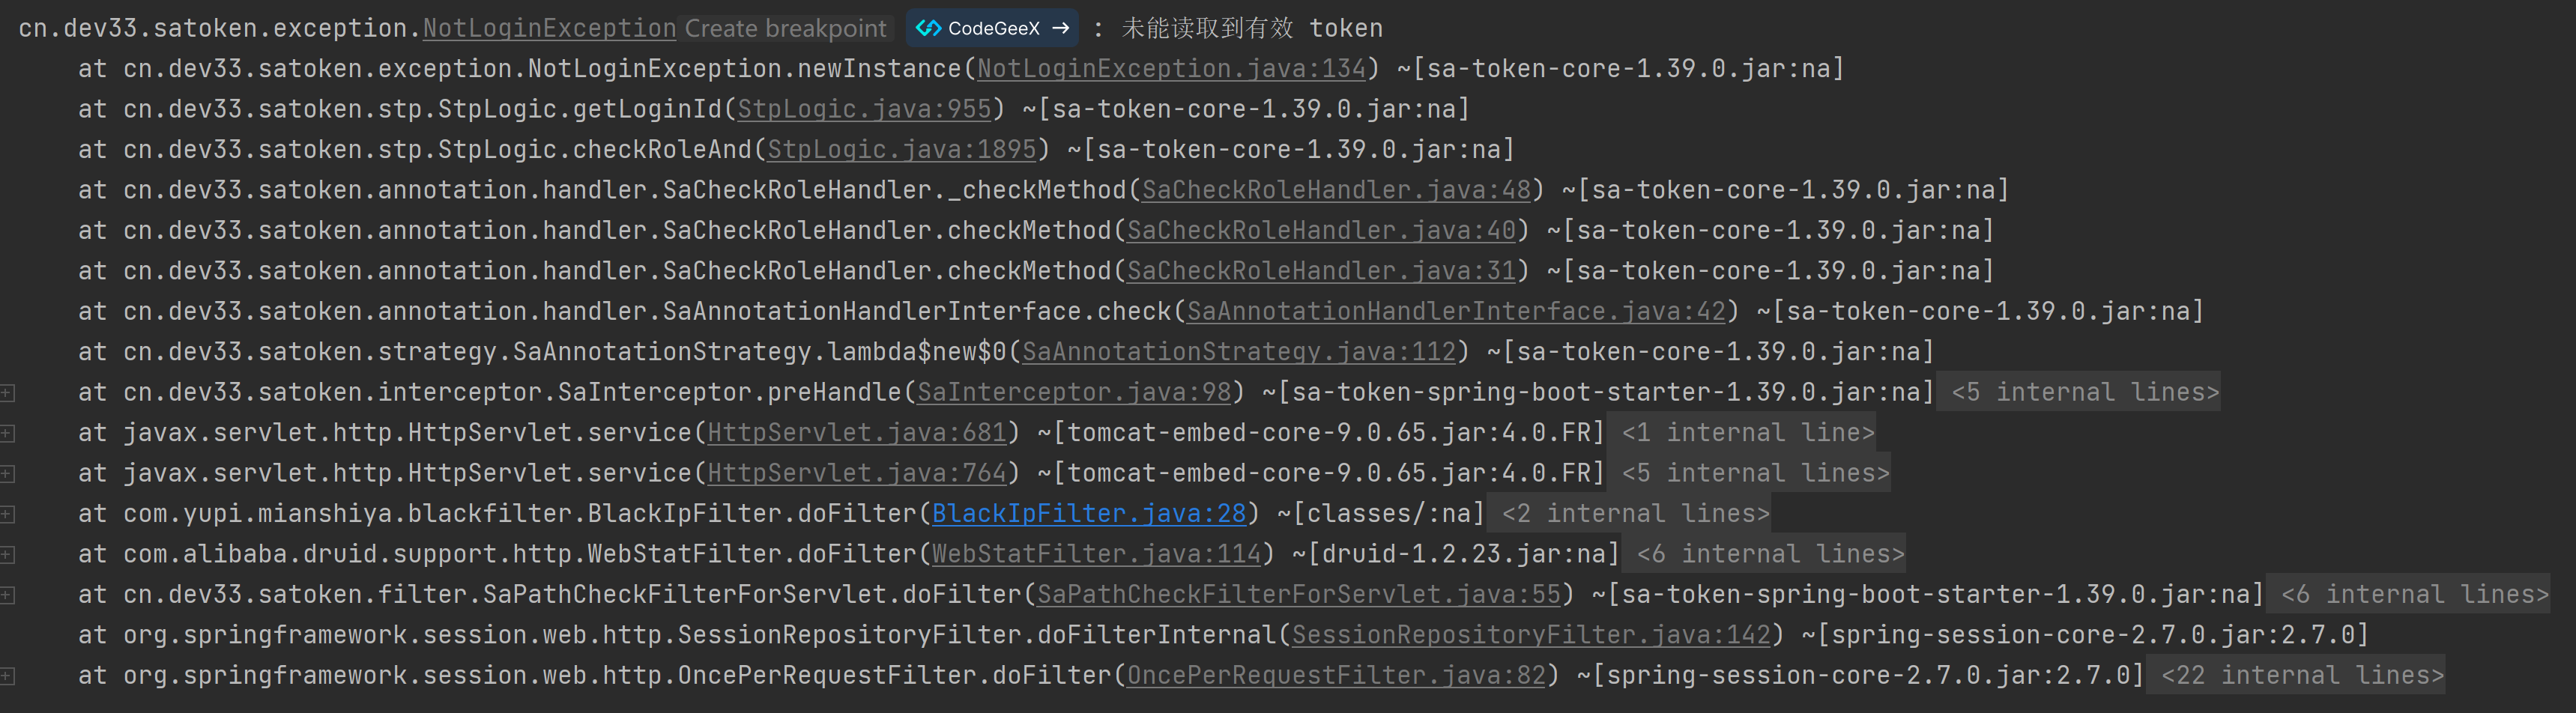 cn.dev33.satoken.exception.NotLoginException Create breakpoint CodeGeeX → : 未能读取到有效 token
at cn.dev33.satoken.exception.NotLoginException.newInstance(NotLoginException.java:134) ~[sa-token-core-1.39.0.jar:na]
at cn.dev33.satoken.stp.StpLogic.getLoginId(StpLogic.java:955) ~[sa-token-core-1.39.0.jar:na]
at cn.dev33.satoken.stp.StpLogic.checkRoleAnd(StpLogic.java:1895) ~[sa-token-core-1.39.0.jar:na]
at cn.dev33.satoken.annotation.handler.SaCheckRoleHandler._checkMethod(SaCheckRoleHandler.java:48) ~[sa-token-core-1.39.0.jar:na]
at cn.dev33.satoken.annotation.handler.SaCheckRoleHandler.checkMethod(SaCheckRoleHandler.java:40) ~[sa-token-core-1.39.0.jar:na]
at cn.dev33.satoken.annotation.handler.SaCheckRoleHandler.checkMethod(SaCheckRoleHandler.java:31) ~[sa-token-core-1.39.0.jar:na]
at cn.dev33.satoken.annotation.handler.SaAnnotationHandlerInterface.check(SaAnnotationHandlerInterface.java:42) ~[sa-token-core-1.39.0.jar:na]
at cn.dev33.satoken.strategy.SaAnnotationStrategy.lambda$new$0(SaAnnotationStrategy.java:112) ~[sa-token-core-1.39.0.jar:na]
at cn.dev33.satoken.interceptor.SaInterceptor.preHandle(SaInterceptor.java:98) ~[sa-token-spring-boot-starter-1.39.0.jar:na] <5 internal lines>
at javax.servlet.http.HttpServlet.service(HttpServlet.java:681) ~[tomcat-embed-core-9.0.65.jar:4.0.FR] <1 internal line>
at javax.servlet.http.HttpServlet.service(HttpServlet.java:764) ~[tomcat-embed-core-9.0.65.jar:4.0.FR] <5 internal lines>
at com.yupi.mianshiya.blackfilter.BlackIpFilter.doFilter(BlackIpFilter.java:28) ~[classes/:na] <2 internal lines>
at com.alibaba.druid.support.http.WebStatFilter.doFilter(WebStatFilter.java:114) ~[druid-1.2.23.jar:na] <6 internal lines>
at cn.dev33.satoken.filter.SaPathCheckFilterForServlet.doFilter(SaPathCheckFilterForServlet.java:55) ~[sa-token-spring-boot-starter-1.39.0.jar:na] <6 internal lines>
at org.springframework.session.web.http.SessionRepositoryFilter.doFilterInternal(SessionRepositoryFilter.java:142) ~[spring-session-core-2.7.0.jar:2.7.0]
at org.springframework.session.web.http.OncePerRequestFilter.doFilter(OncePerRequestFilter.java:82) ~[spring-session-core-2.7.0.jar:2.7.0] <22 internal lines>